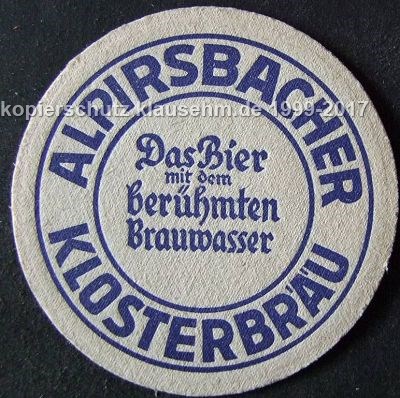 ALPIRSBACHER
kopierschutz klausehm.de 1999-2017
Das Bier
mit dem
berühmten
Brauwasser
KLOSTERBRÄU